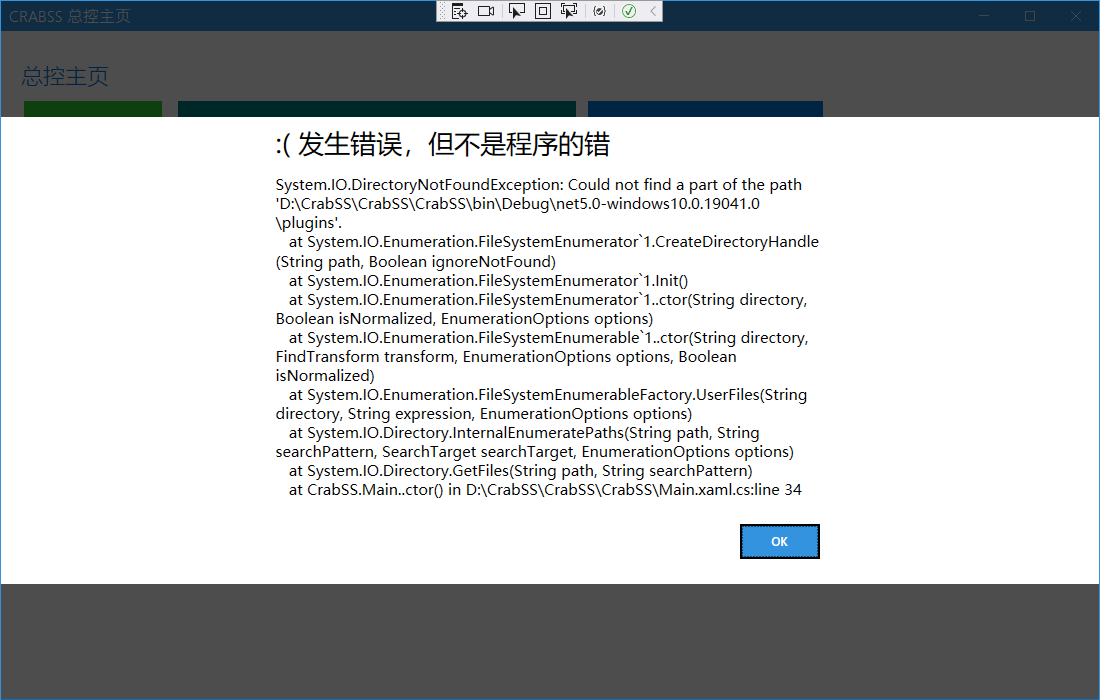 CRABSS 总控主页
总控主页
:( 发生错误，但不是程序的错
System.IO.DirectoryNotFoundException: Could not find a part of the path
'D:\CrabSS\CrabSS\CrabSS\bin\Debug\net5.0-windows10.0.19041.0
\plugins'.
at System.IO.Enumeration.FileSystemEnumerator`1.CreateDirectoryHandle
(String path, Boolean ignoreNotFound)
at System.IO.Enumeration.FileSystemEnumerator`1.Init()
at System.IO.Enumeration.FileSystemEnumerator`1..ctor(String directory,
Boolean isNormalized, EnumerationOptions options)
at System.IO.Enumeration.FileSystemEnumerable`1..ctor(String directory,
FindTransform transform, EnumerationOptions options, Boolean
isNormalized)
at System.IO.Enumeration.FileSystemEnumerableFactory.UserFiles(String
directory, String expression, EnumerationOptions options)
at System.IO.Directory.InternalEnumeratePaths(String path, String
searchPattern, SearchTarget searchTarget, EnumerationOptions options)
at System.IO.Directory.GetFiles(String path, String searchPattern)
at CrabSS.Main..ctor() in D:\CrabSS\CrabSS\CrabSS\Main.xaml.cs:line 34
OK